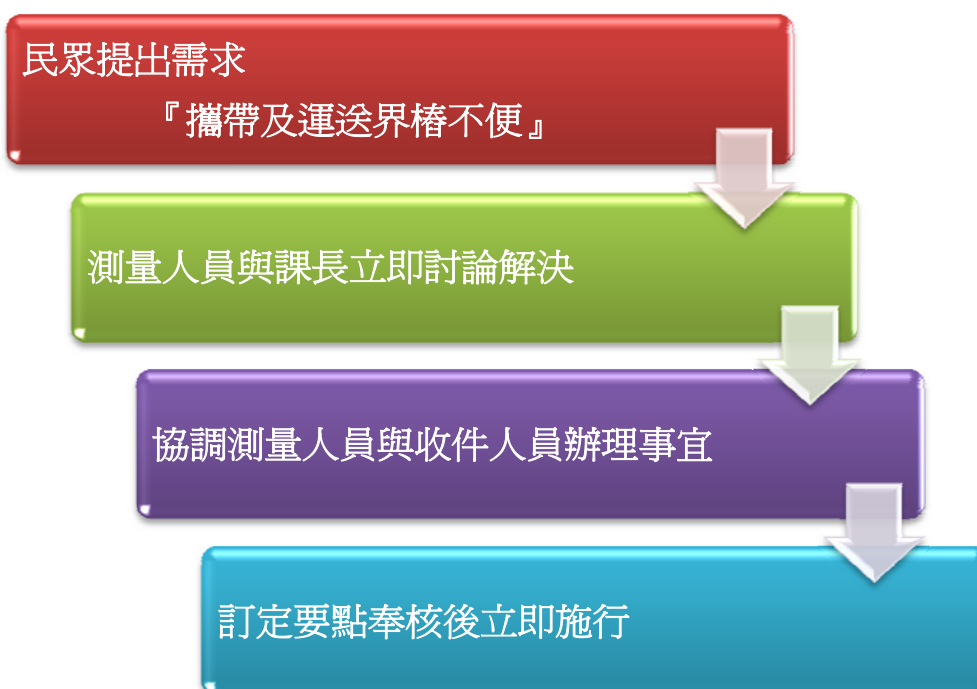 民眾提出需求
『攜帶及運送界樁不便』
測量人員與課長立即討論解決
協調測量人員與收件人員辦理事宜
訂定要點奉核後立即施行